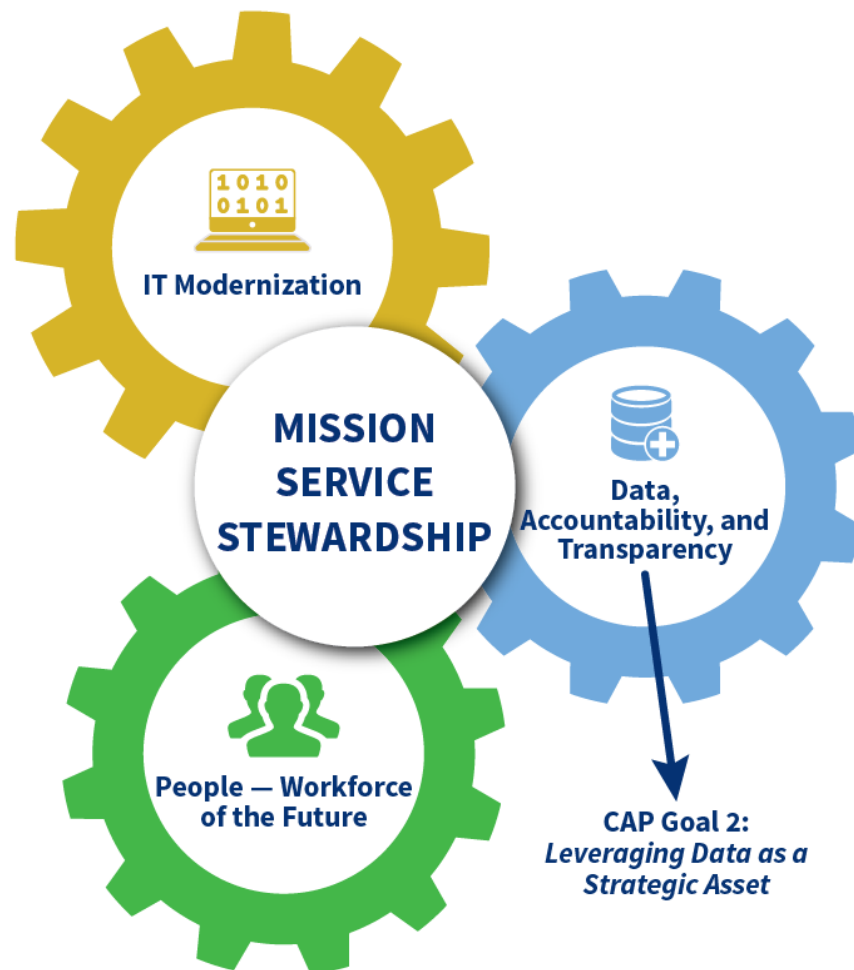 1010
0101
IT Modernization
MISSION
SERVICE
STEWARDSHIP
Data,
Accountability, and
Transparency
People — Workforce
of the Future
CAP Goal 2:
Leveraging Data as a
Strategic Asset